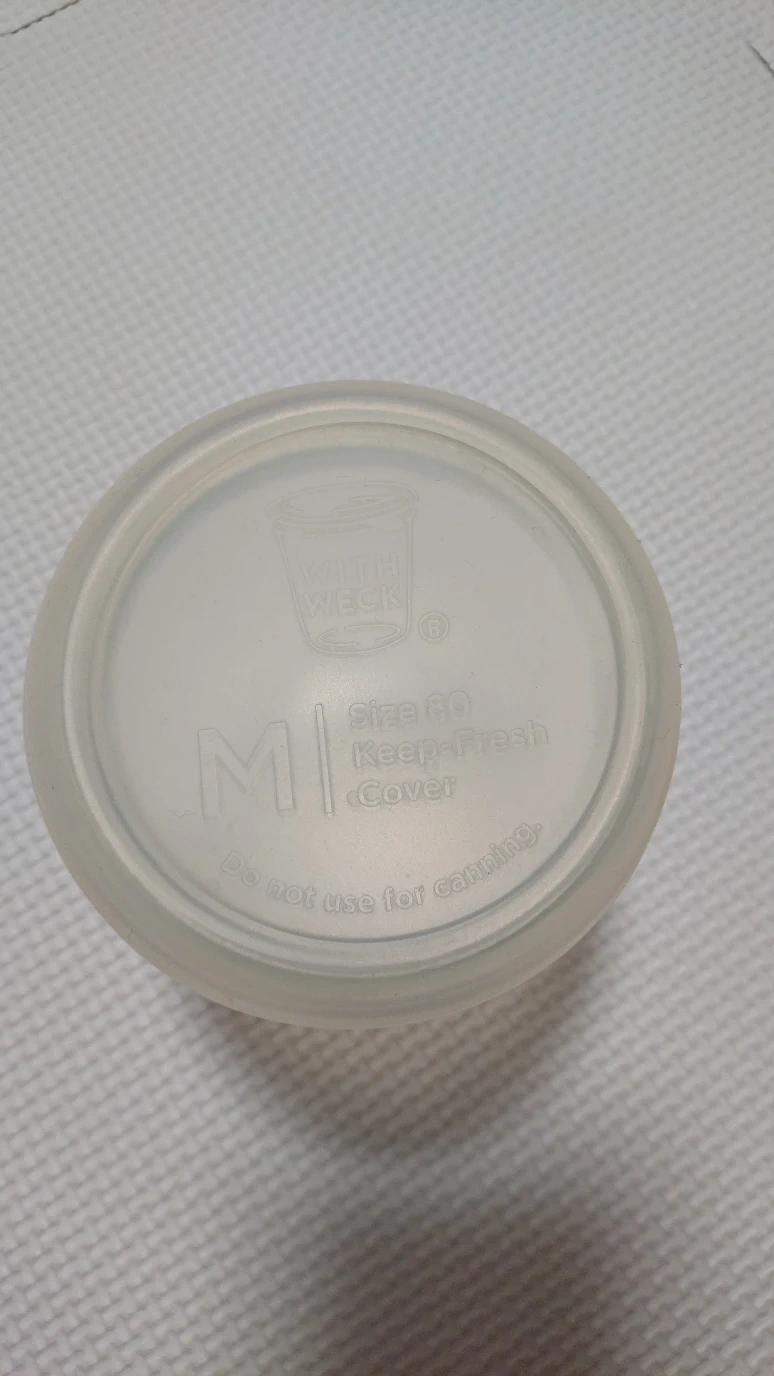 WITH
WECK
®
M
Size 80
Keep-Fresh
Cover
Do not use for canning.